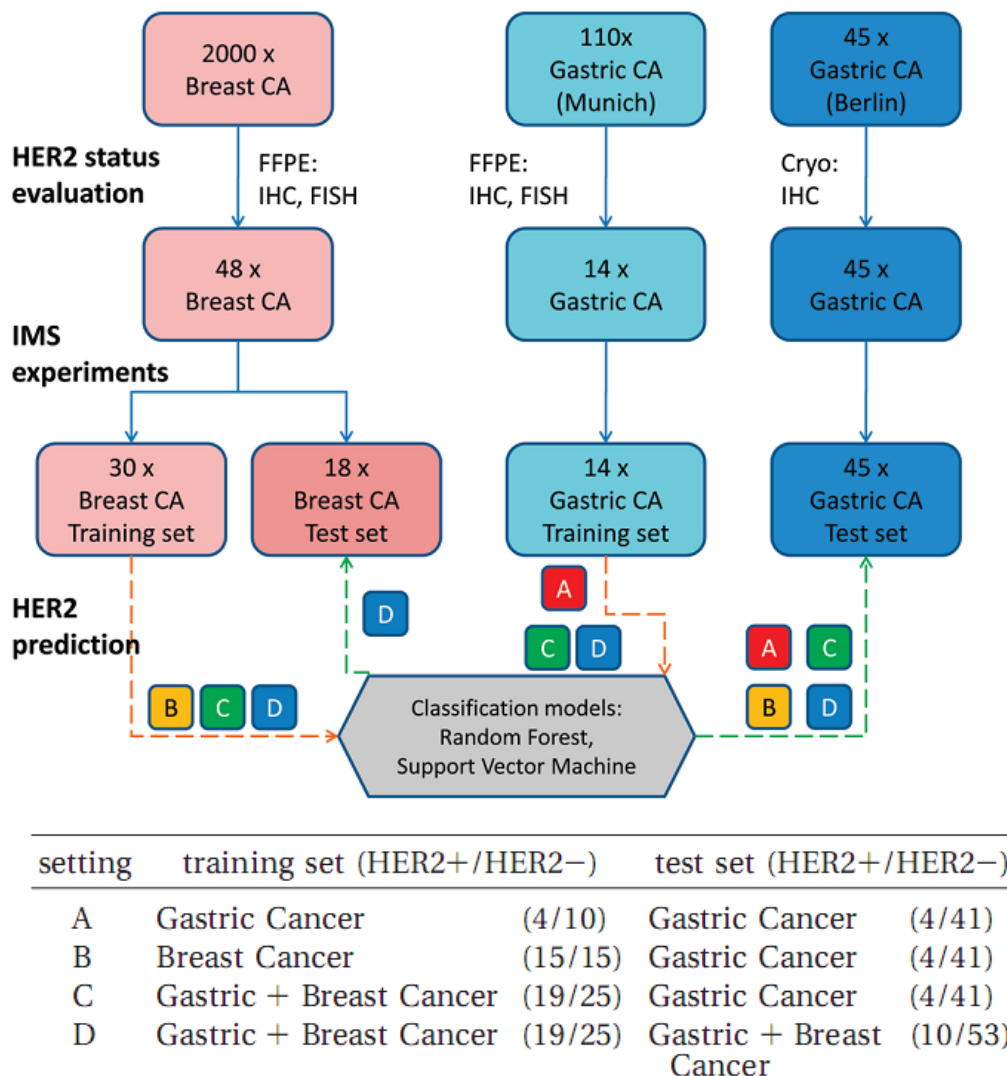 2000 x
Breast CA
110x
Gastric CA
(Munich)
45 x
Gastric CA
(Berlin)
HER2 status
evaluation
FFPE:
IHC, FISH
FFPE:
IHC, FISH
Cryo:
IHC
48 x
Breast CA
14 x
Gastric CA
45 x
Gastric CA
IMS
experiments
30 x
Breast CA
Training set
18 x
Breast CA
Test set
14 x
Gastric CA
Training set
45 x
Gastric CA
Test set
HER2
prediction
D
A
C D
A C
B D
B C D
Classification models:
Random Forest,
Support Vector Machine
setting training set (HER2+/HER2−) test set (HER2+/HER2−)
A Gastric Cancer (4/10) Gastric Cancer (4/41)
B Breast Cancer (15/15) Gastric Cancer (4/41)
C Gastric + Breast Cancer (19/25) Gastric Cancer (4/41)
D Gastric + Breast Cancer (19/25) Gastric + Breast (10/53)
Cancer